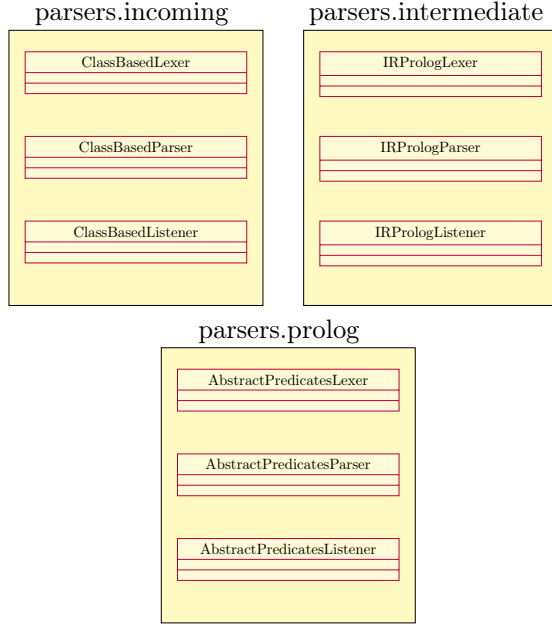 parsers.incoming
ClassBasedLexer
ClassBasedParser
ClassBasedListener
parsers.intermediate
IRPrologLexer
IRPrologParser
IRPrologListener
parsers.prolog
AbstractPredicatesLexer
AbstractPredicatesParser
AbstractPredicatesListener